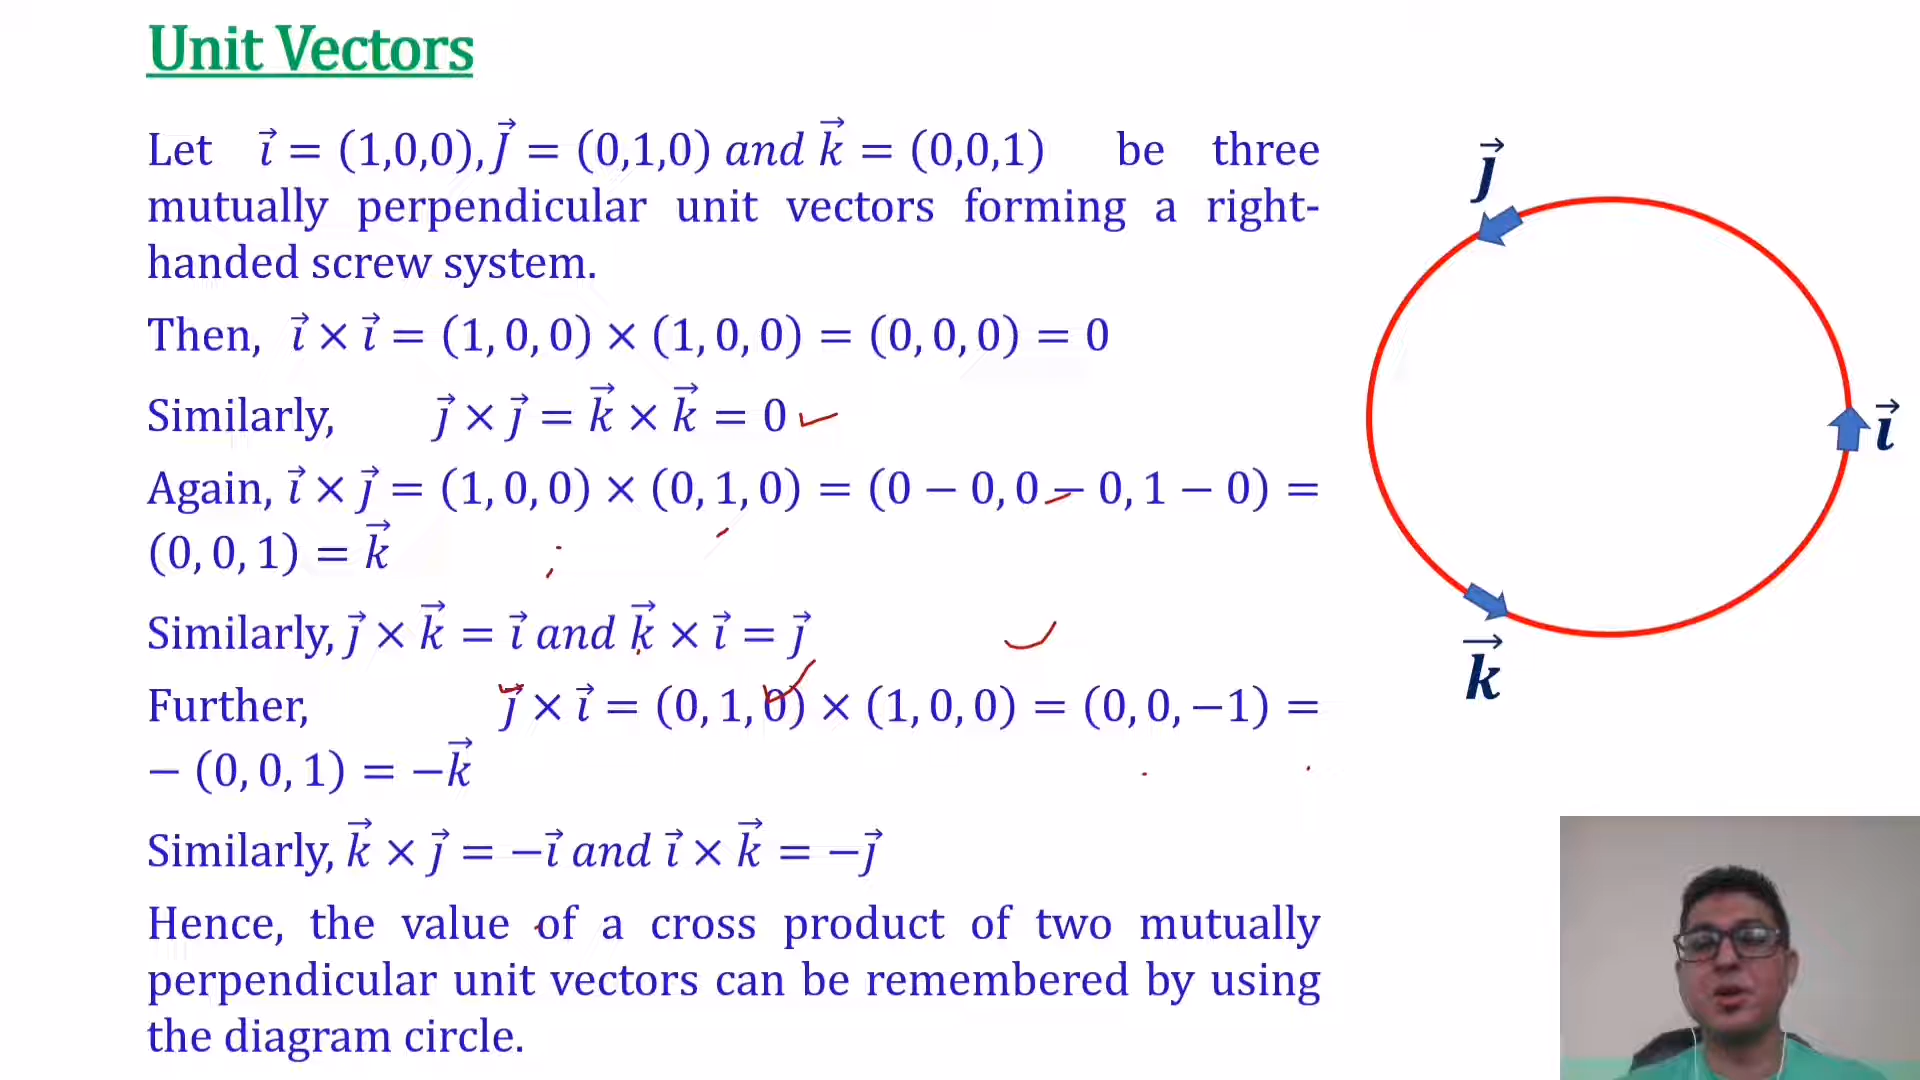 Unit Vectors
Let i⃗ = (1,0,0), j⃗ = (0,1,0) and k⃗ = (0,0,1) be three
mutually perpendicular unit vectors forming a right-
handed screw system.
Then, i⃗ × i⃗ = (1, 0, 0) × (1, 0, 0) = (0, 0, 0) = 0
Similarly, j⃗ × j⃗ = k⃗ × k⃗ = 0
Again, i⃗ × j⃗ = (1, 0, 0) × (0, 1, 0) = (0 − 0, 0 − 0, 1 − 0) =
(0, 0, 1) = k⃗
Similarly, j⃗ × k⃗ = i⃗ and k⃗ × i⃗ = j⃗
Further, j⃗ × i⃗ = (0, 1, 0) × (1, 0, 0) = (0, 0, −1) =
− (0, 0, 1) = −k⃗
Similarly, k⃗ × j⃗ = −i⃗ and i⃗ × k⃗ = −j⃗
Hence, the value of a cross product of two mutually
perpendicular unit vectors can be remembered by using
the diagram circle.
j⃗
i⃗
k⃗